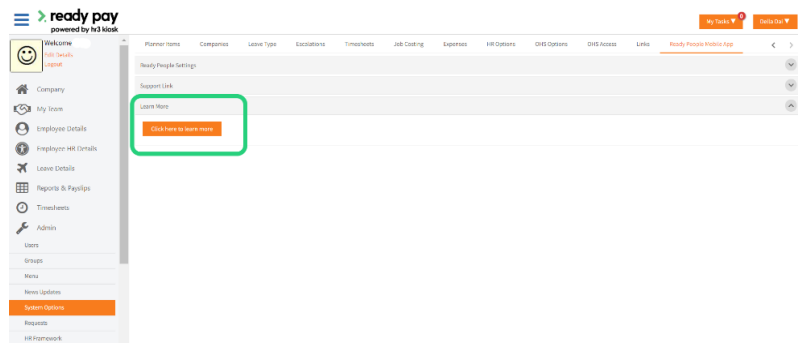 ready pay
powered by hr3 kiosk
My Tasks ▼ 0
Delta Dai ▼
Welcome
Edit Details
Logout
Planner Items Companies Leave Type Escalations Timesheets Job Costing Expenses HR Options OHS Options OHS Access Links Ready People Mobile App
Ready People Settings
Support Link
Learn More
Click here to learn more
Company
My Team
Employee Details
Employee HR Details
Leave Details
Reports & Payslips
Timesheets
Admin
Users
Groups
Menu
News Updates
System Options
Requests
HR Framework